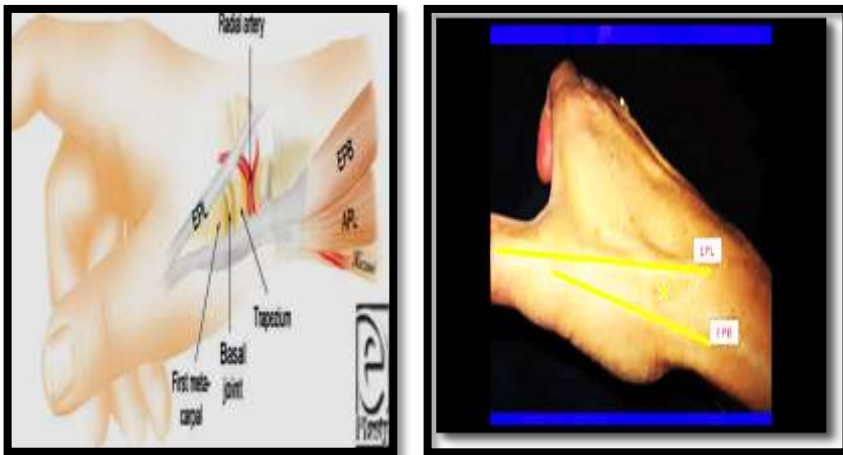 Radial artery
EPB
EPL
APL
Trapezium
Basal
joint
First meta-
carpal
EPL
EPB